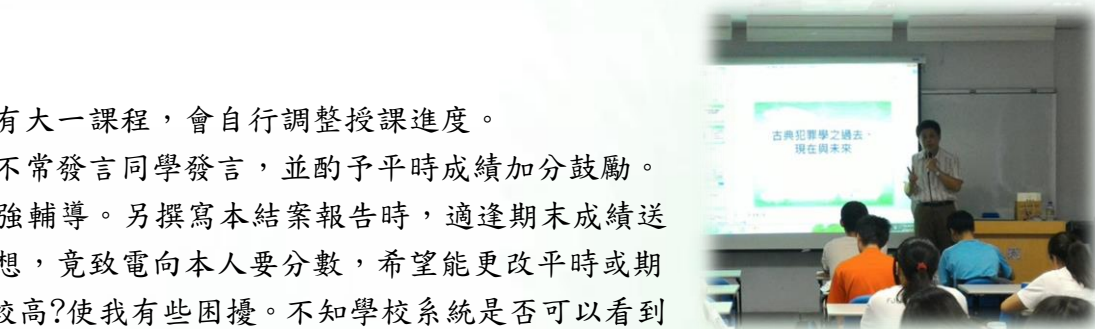 有大一課程，會自行調整授課進度。
不常發言同學發言，並酌予平時成績加分鼓勵。
強輔導。另撰寫本結案報告時，適逢期末成績送
想，竟致電向本人要分數，希望能更改平時或期
較高?使我有些困擾。不知學校系統是否可以看到
古典犯罪學之過去、
現在與未來